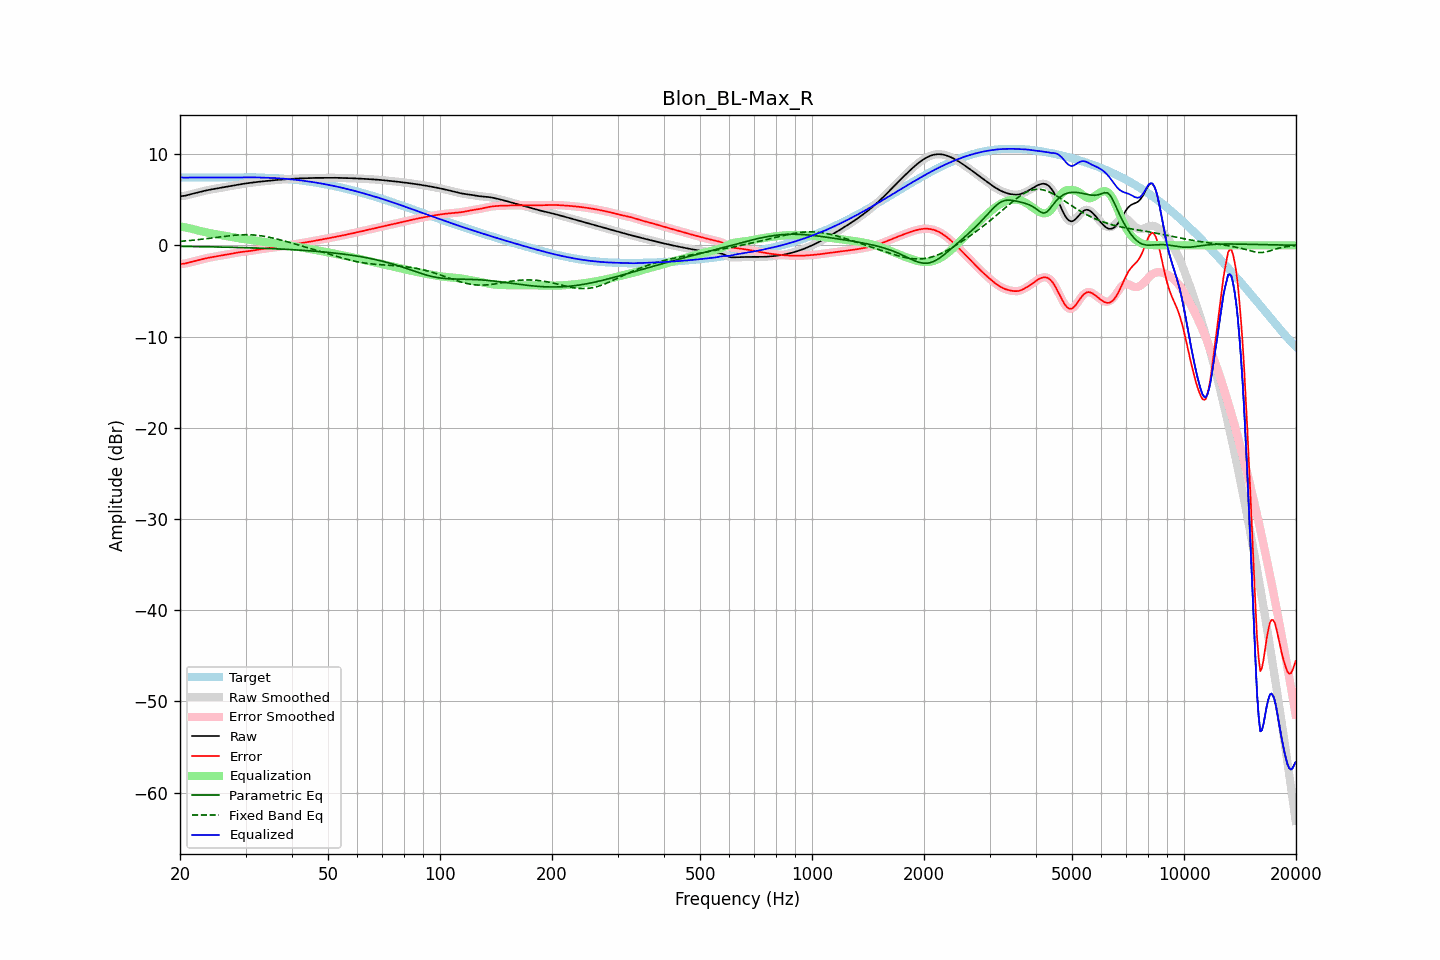 Blon_BL-Max_R
Amplitude (dBr)
10
0
−10
−20
−30
−40
−50
−60
Target
Raw Smoothed
Error Smoothed
Raw
Error
Equalization
Parametric Eq
Fixed Band Eq
Equalized
20 50 100 200 500 1000 2000 5000 10000 20000
Frequency (Hz)